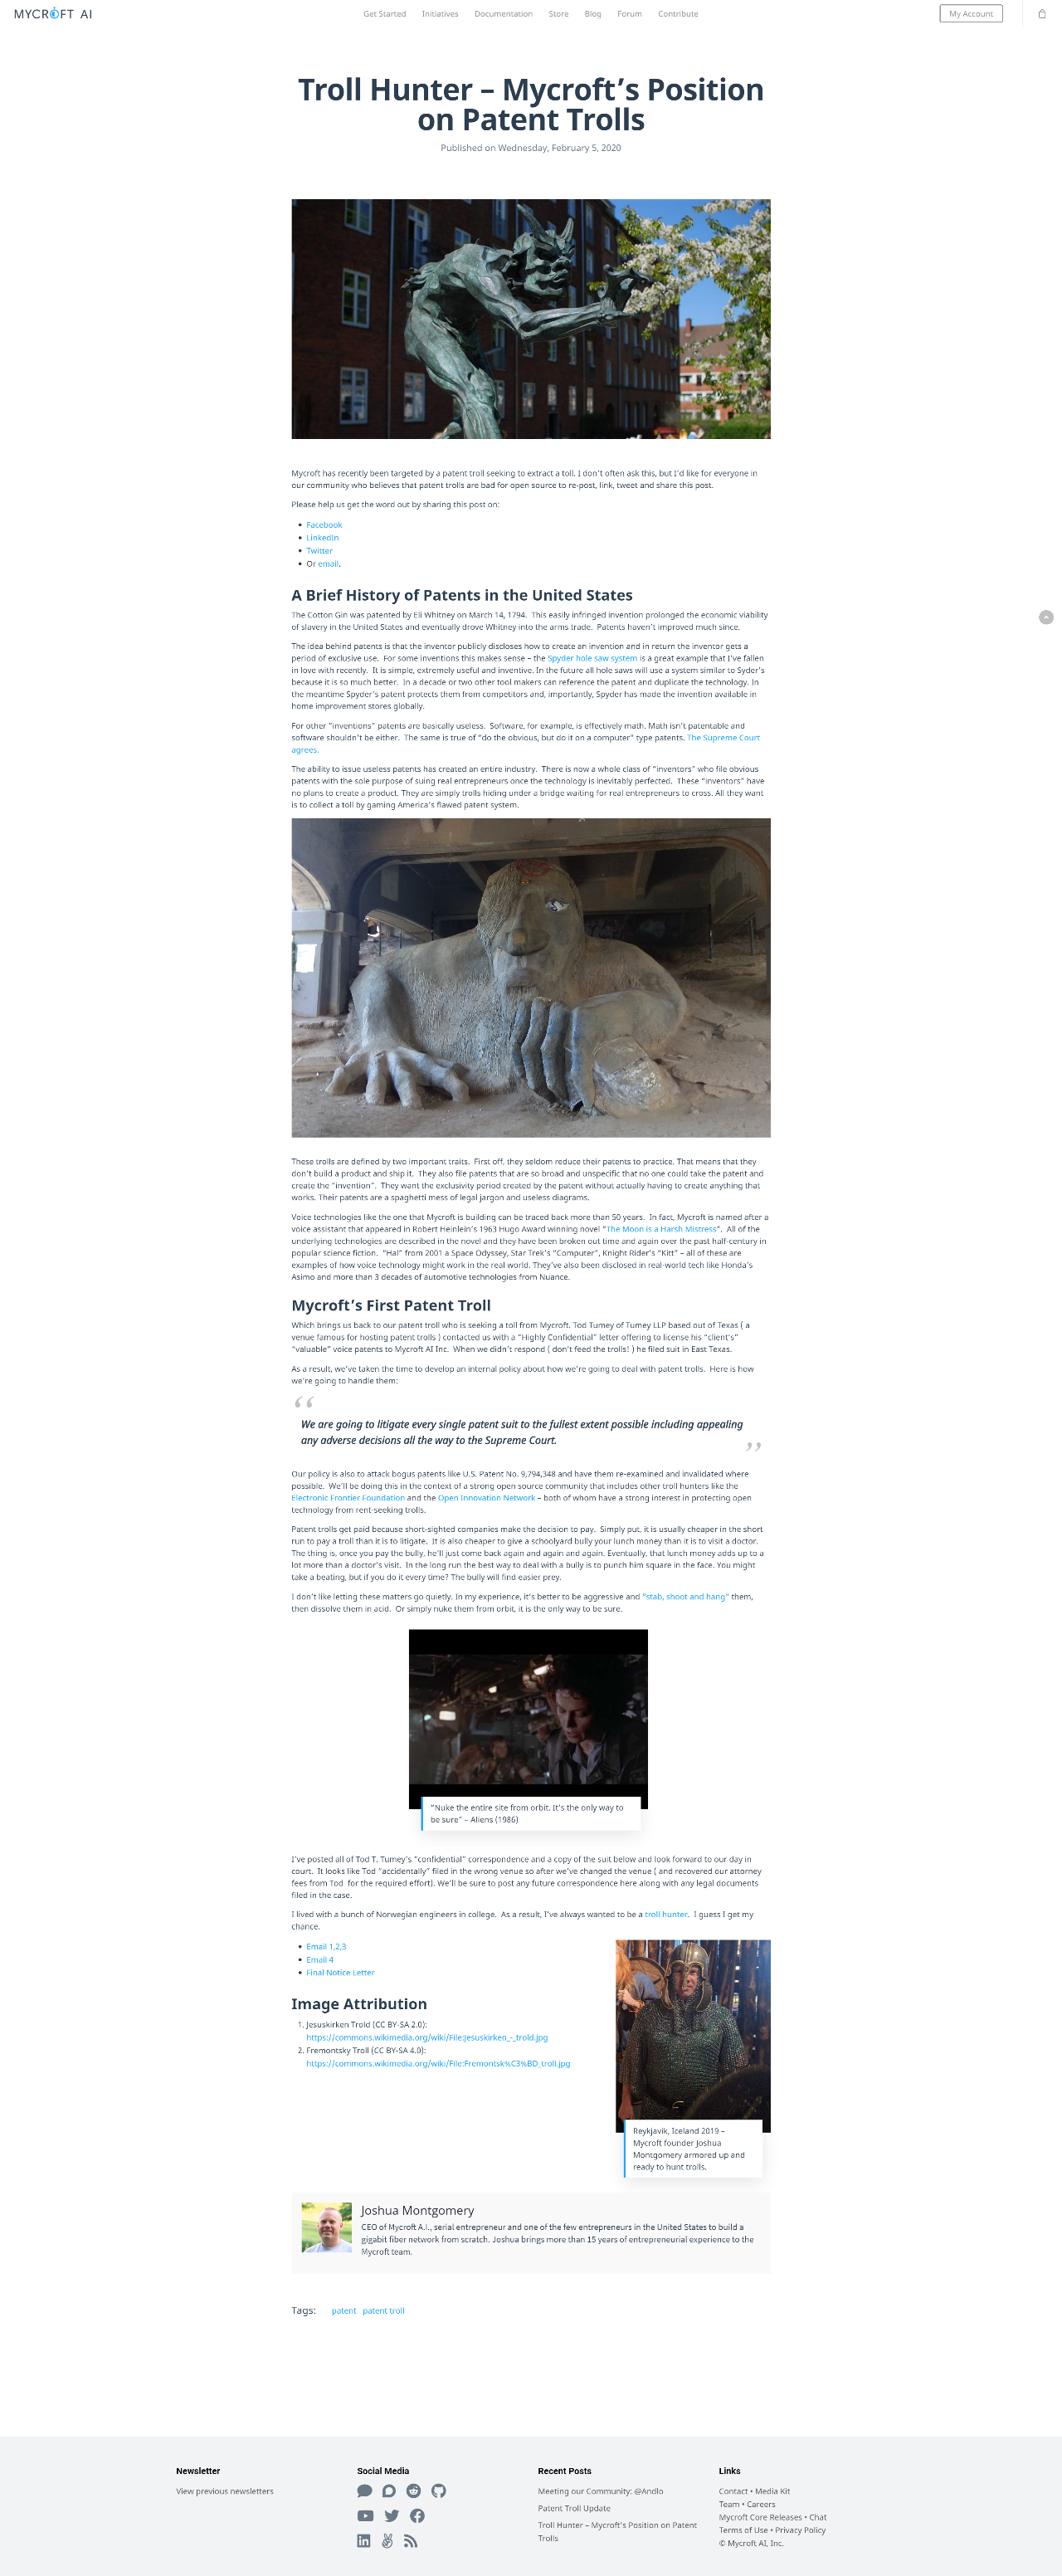 MYCROFT AI
Get Started Initiatives Documentation Store Blog Forum Contribute
My Account
Troll Hunter – Mycroft’s Position
on Patent Trolls
Published on Wednesday, February 5, 2020
Mycroft has recently been targeted by a patent troll seeking to extract a toll. I don’t often ask this, but I’d like for everyone in
our community who believes that patent trolls are bad for open source to re-post, link, tweet and share this post.
Please help us get the word out by sharing this post on:
• Facebook
• LinkedIn
• Twitter
• Or email.
A Brief History of Patents in the United States
The Cotton Gin was patented by Eli Whitney on March 14, 1794.  This easily infringed invention prolonged the economic viability
of slavery in the United States and eventually drove Whitney into the arms trade.  Patents haven’t improved much since.
The idea behind patents is that the inventor publicly discloses how to create an invention and in return the inventor gets a
period of exclusive use.  For some inventions this makes sense – the Spyder hole saw system is a great example that I’ve fallen
in love with recently.  It is simple, extremely useful and inventive. In the future all hole saws will use a system similar to Syder’s
because it is so much better.  In a decade or two other tool makers can reference the patent and duplicate the technology. In
the meantime Spyder’s patent protects them from competitors and, importantly, Spyder has made the invention available in
home improvement stores globally.
For other “inventions” patents are basically useless.  Software, for example, is effectively math. Math isn’t patentable and
software shouldn’t be either.  The same is true of “do the obvious, but do it on a computer” type patents. The Supreme Court
agrees.
The ability to issue useless patents has created an entire industry.  There is now a whole class of “inventors” who file obvious
patents with the sole purpose of suing real entrepreneurs once the technology is inevitably perfected.  These “inventors” have
no plans to create a product. They are simply trolls hiding under a bridge waiting for real entrepreneurs to cross. All they want
is to collect a toll by gaming America’s flawed patent system.
These trolls are defined by two important traits.  First off, they seldom reduce their patents to practice. That means that they
don’t build a product and ship it.  They also file patents that are so broad and unspecific that no one could take the patent and
create the “invention”.  They want the exclusivity period created by the patent without actually having to create anything that
works. Their patents are a spaghetti mess of legal jargon and useless diagrams.
Voice technologies like the one that Mycroft is building can be traced back more than 50 years.  In fact, Mycroft is named after a
voice assistant that appeared in Robert Heinlein’s 1963 Hugo Award winning novel “The Moon is a Harsh Mistress“.  All of the
underlying technologies are described in the novel and they have been broken out time and again over the past half-century in
popular science fiction.  “Hal” from 2001 a Space Odyssey, Star Trek’s “Computer”, Knight Rider’s “Kitt” – all of these are
examples of how voice technology might work in the real world. They’ve also been disclosed in real-world tech like Honda’s
Asimo and more than 3 decades of automotive technologies from Nuance.
Mycroft’s First Patent Troll
Which brings us back to our patent troll who is seeking a toll from Mycroft. Tod Tumey of Tumey LLP based out of Texas ( a
venue famous for hosting patent trolls ) contacted us with a “Highly Confidential” letter offering to license his “client’s”
“valuable” voice patents to Mycroft AI Inc.  When we didn’t respond ( don’t feed the trolls! ) he filed suit in East Texas.
As a result, we’ve taken the time to develop an internal policy about how we’re going to deal with patent trolls.  Here is how
we’re going to handle them:
“
We are going to litigate every single patent suit to the fullest extent possible including appealing
any adverse decisions all the way to the Supreme Court.
”
Our policy is also to attack bogus patents like U.S. Patent No. 9,794,348 and have them re-examined and invalidated where
possible.  We’ll be doing this in the context of a strong open source community that includes other troll hunters like the
Electronic Frontier Foundation and the Open Innovation Network – both of whom have a strong interest in protecting open
technology from rent-seeking trolls.
Patent trolls get paid because short-sighted companies make the decision to pay.  Simply put, it is usually cheaper in the short
run to pay a troll than it is to litigate.  It is also cheaper to give a schoolyard bully your lunch money than it is to visit a doctor.
The thing is, once you pay the bully, he’ll just come back again and again and again. Eventually, that lunch money adds up to a
lot more than a doctor’s visit.  In the long run the best way to deal with a bully is to punch him square in the face. You might
take a beating, but if you do it every time? The bully will find easier prey.
I don’t like letting these matters go quietly. In my experience, it’s better to be aggressive and “stab, shoot and hang” them,
then dissolve them in acid.  Or simply nuke them from orbit, it is the only way to be sure.
“Nuke the entire site from orbit. It’s the only way to
be sure” – Aliens (1986)
I’ve posted all of Tod T. Tumey’s “confidential” correspondence and a copy of the suit below and look forward to our day in
court.  It looks like Tod “accidentally” filed in the wrong venue so after we’ve changed the venue ( and recovered our attorney
fees from Tod  for the required effort). We’ll be sure to post any future correspondence here along with any legal documents
filed in the case.
I lived with a bunch of Norwegian engineers in college.  As a result, I’ve always wanted to be a troll hunter.  I guess I get my
chance.
• Email 1,2,3
• Email 4
• Final Notice Letter
Image Attribution
1. Jesuskirken Trold (CC BY-SA 2.0):
https://commons.wikimedia.org/wiki/File:Jesuskirken_-_trold.jpg
2. Fremontsky Troll (CC BY-SA 4.0):
https://commons.wikimedia.org/wiki/File:Fremontsk%C3%BD_troll.jpg
Reykjavik, Iceland 2019 –
Mycroft founder Joshua
Montgomery armored up and
ready to hunt trolls.
Joshua Montgomery
CEO of Mycroft A.I., serial entrepreneur and one of the few entrepreneurs in the United States to build a
gigabit fiber network from scratch. Joshua brings more than 15 years of entrepreneurial experience to the
Mycroft team.
Tags: patent patent troll
Newsletter
View previous newsletters
Social Media
Recent Posts
Meeting our Community: @Andlo
Patent Troll Update
Troll Hunter – Mycroft’s Position on Patent
Trolls
Links
Contact • Media Kit
Team • Careers
Mycroft Core Releases • Chat
Terms of Use • Privacy Policy
© Mycroft AI, Inc.